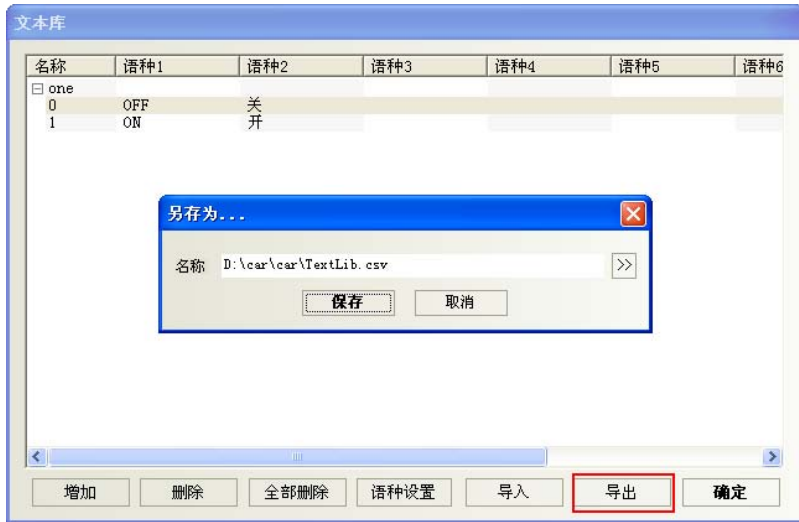 文本库
名称 语种1 语种2 语种3 语种4 语种5 语种6
one
0 OFF 关
1 ON 开
另存为...
名称 D:\car\car\TextLib.csv >>
保存 取消
增加 删除 全部删除 语种设置 导入 导出 确定